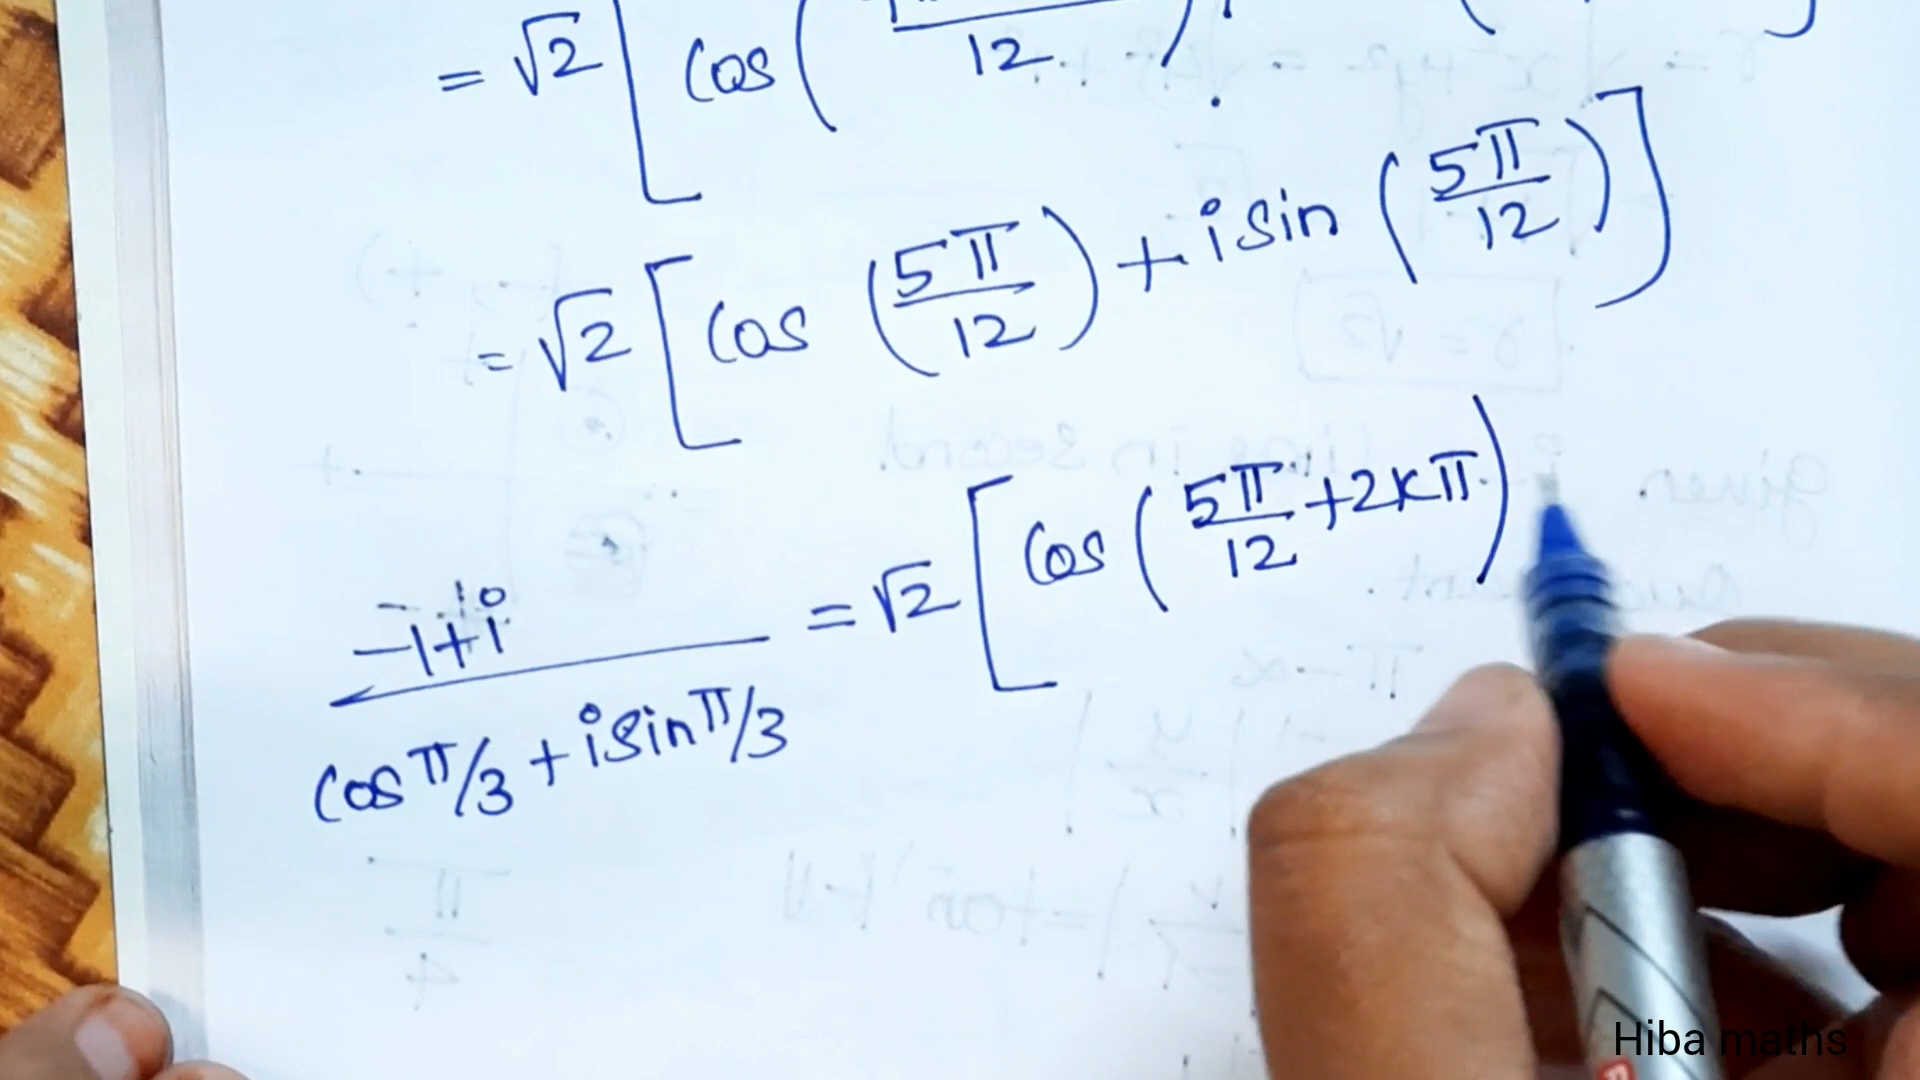 = √2 [ cos ( 12 )
= √2 [ cos ( 5π/12 ) + i sin ( 5π/12 ) ]
-1+i / cos π/3 + i sin π/3 = √2 [ cos ( 5π/12 + 2kπ )
Hiba maths